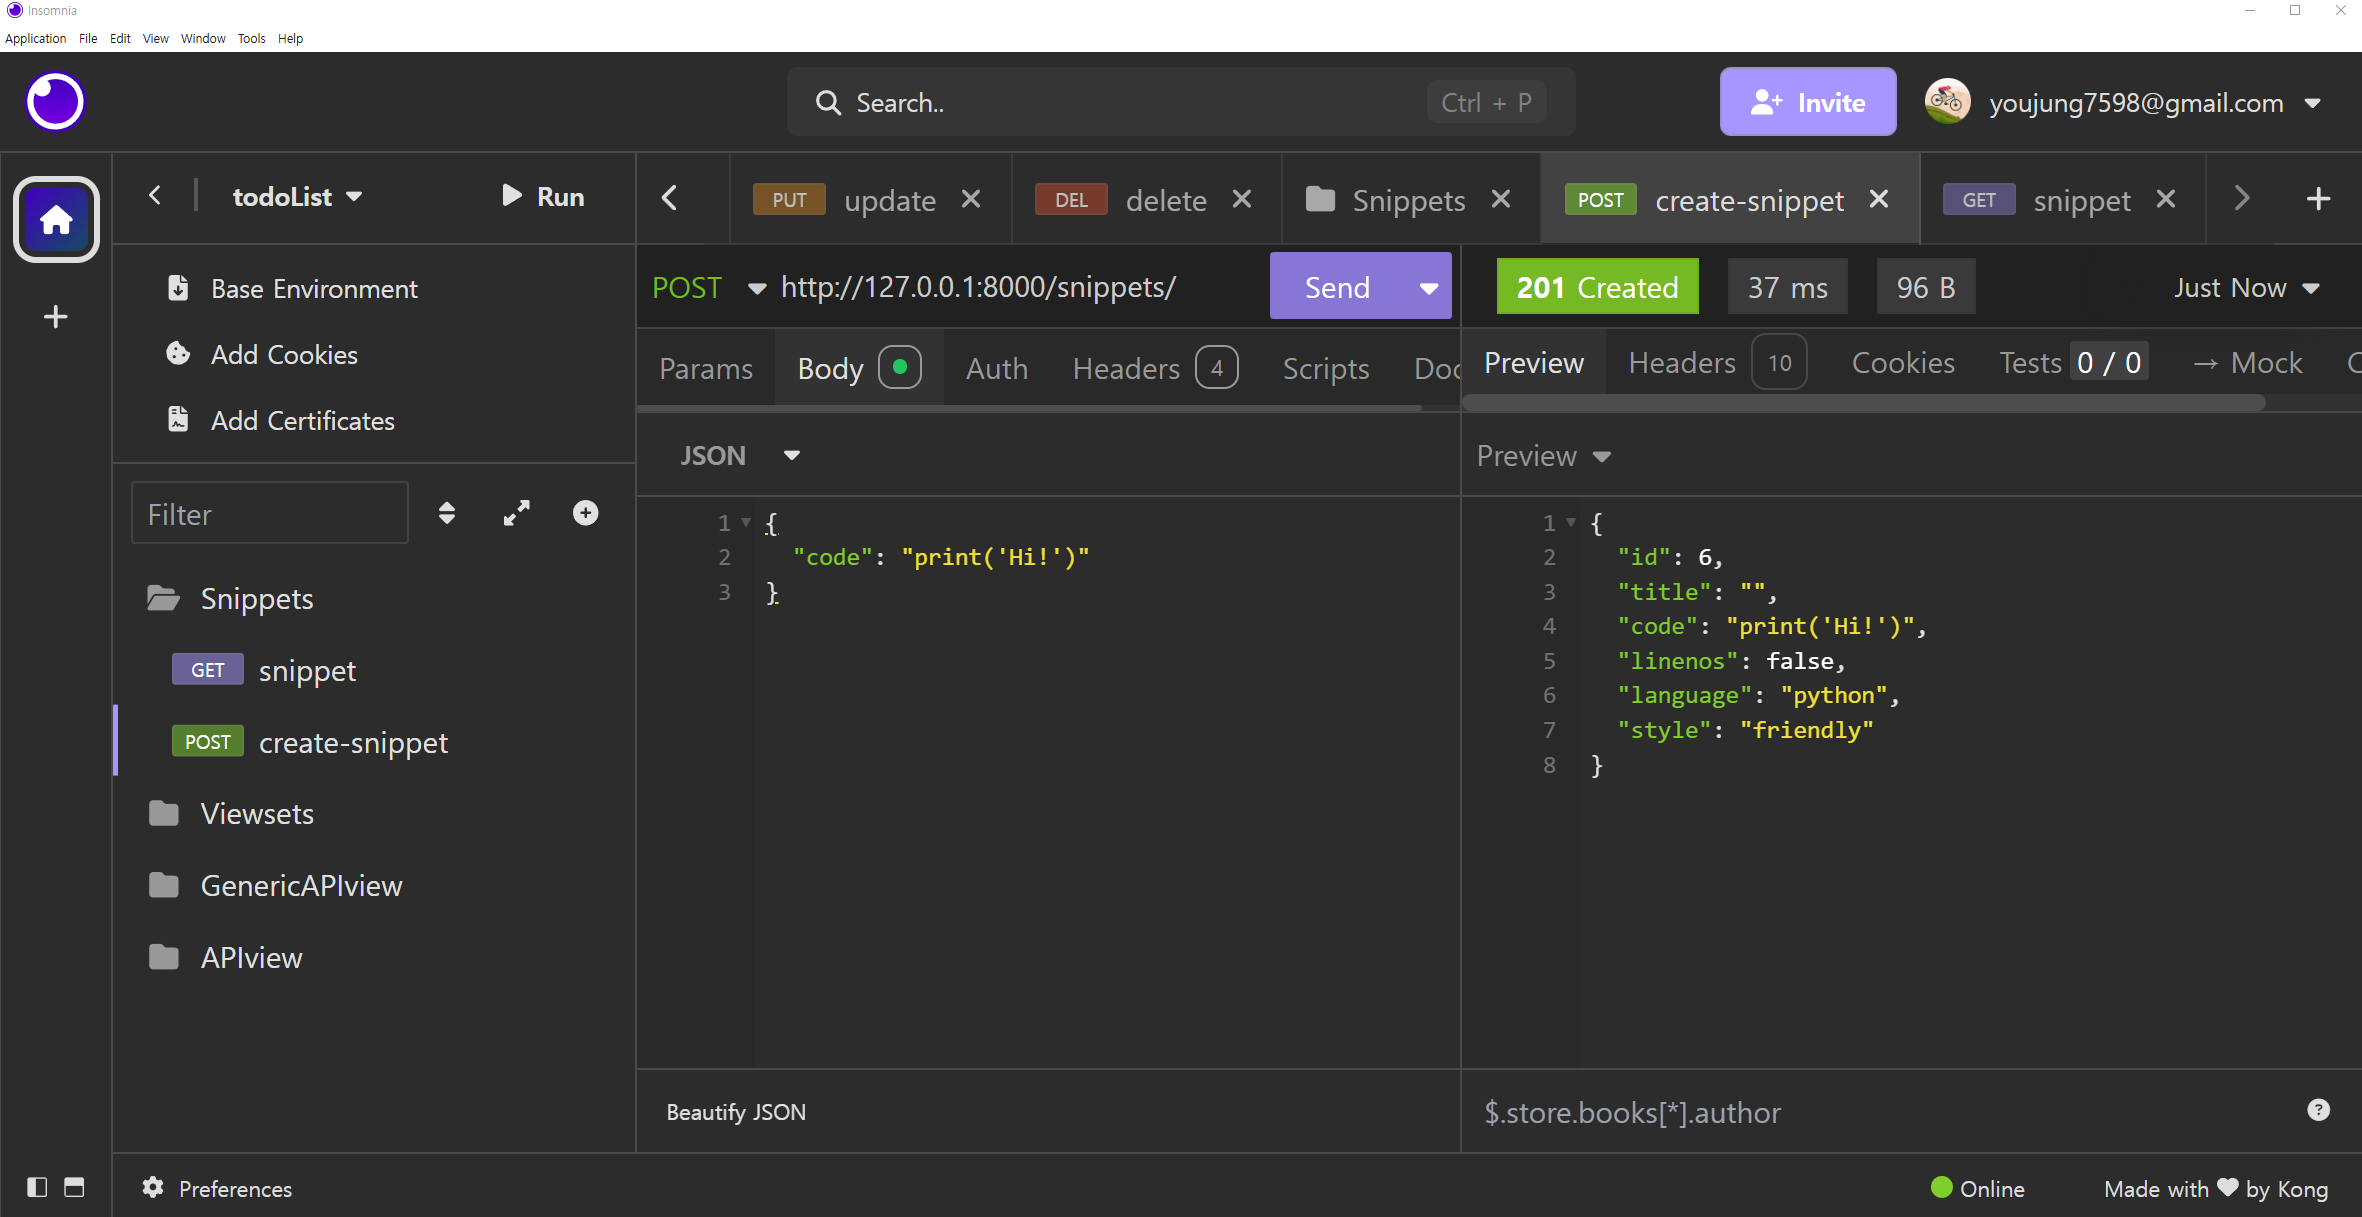 Insomnia
Application File Edit View Window Tools Help
Search..
Ctrl + P
Invite
youjung7598@gmail.com
todoList
Run
PUT update
DEL delete
Snippets
POST create-snippet
GET snippet
Base Environment
Add Cookies
Add Certificates
Filter
Snippets
GET snippet
POST create-snippet
Viewsets
GenericAPIview
APIview
POST http://127.0.0.1:8000/snippets/
Send
Params Body Auth Headers 4 Scripts
JSON
1 {
2 "code": "print('Hi!')"
3 }
Beautify JSON
201 Created
37 ms
96 B
Just Now
Preview Headers 10 Cookies Tests 0 / 0 → Mock
Preview
1 {
2 "id": 6,
3 "title": "",
4 "code": "print('Hi!')",
5 "linenos": false,
6 "language": "python",
7 "style": "friendly"
8 }
$.store.books[*].author
Preferences
Online
Made with ♥ by Kong